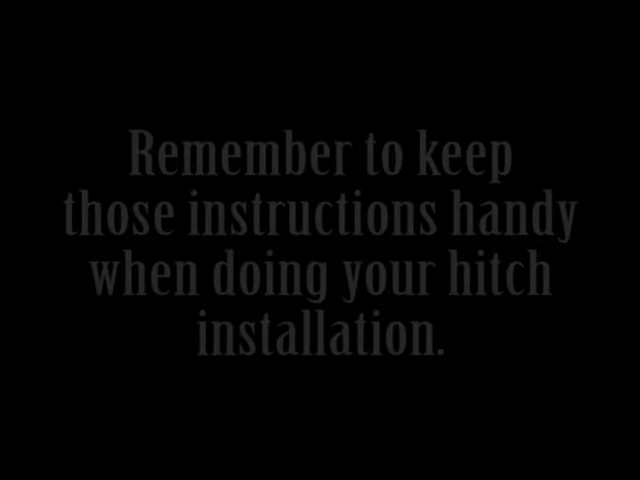 Remember to keep
those instructions handy
when doing your hitch
installation.